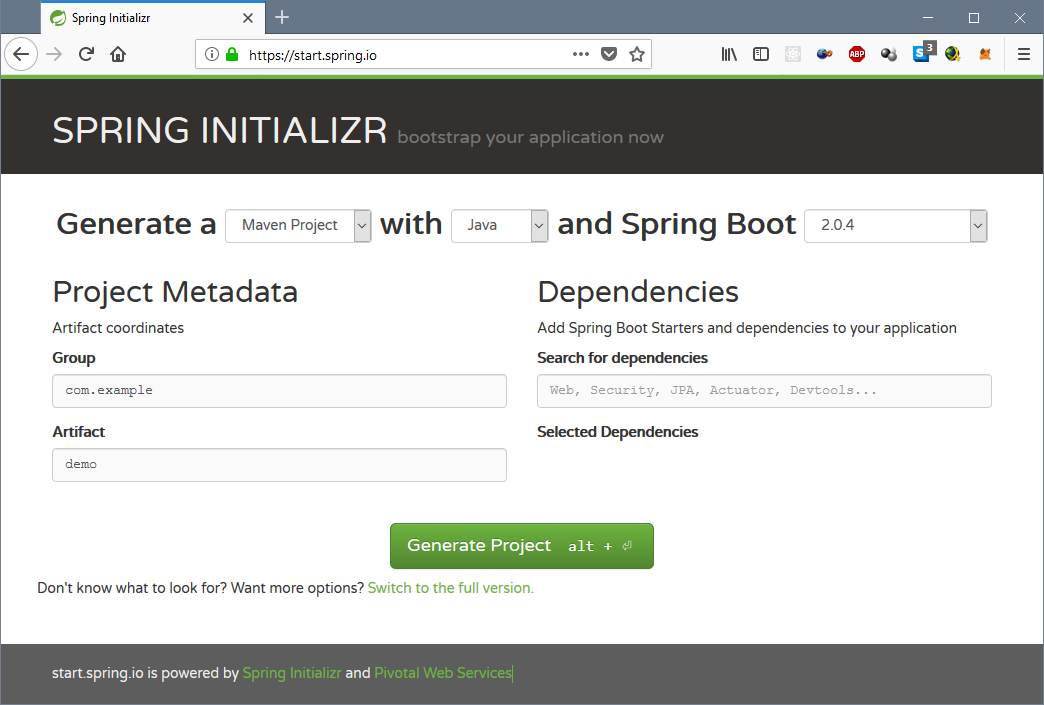 Spring Initializr
https://start.spring.io
ABP
S
3
SPRING INITIALIZR bootstrap your application now
Generate a Maven Project with Java and Spring Boot 2.0.4
Project Metadata
Artifact coordinates
Group
com.example
Artifact
demo
Dependencies
Add Spring Boot Starters and dependencies to your application
Search for dependencies
Web, Security, JPA, Actuator, Devtools...
Selected Dependencies
Generate Project alt + ⏎
Don't know what to look for? Want more options? Switch to the full version.
start.spring.io is powered by Spring Initializr and Pivotal Web Services